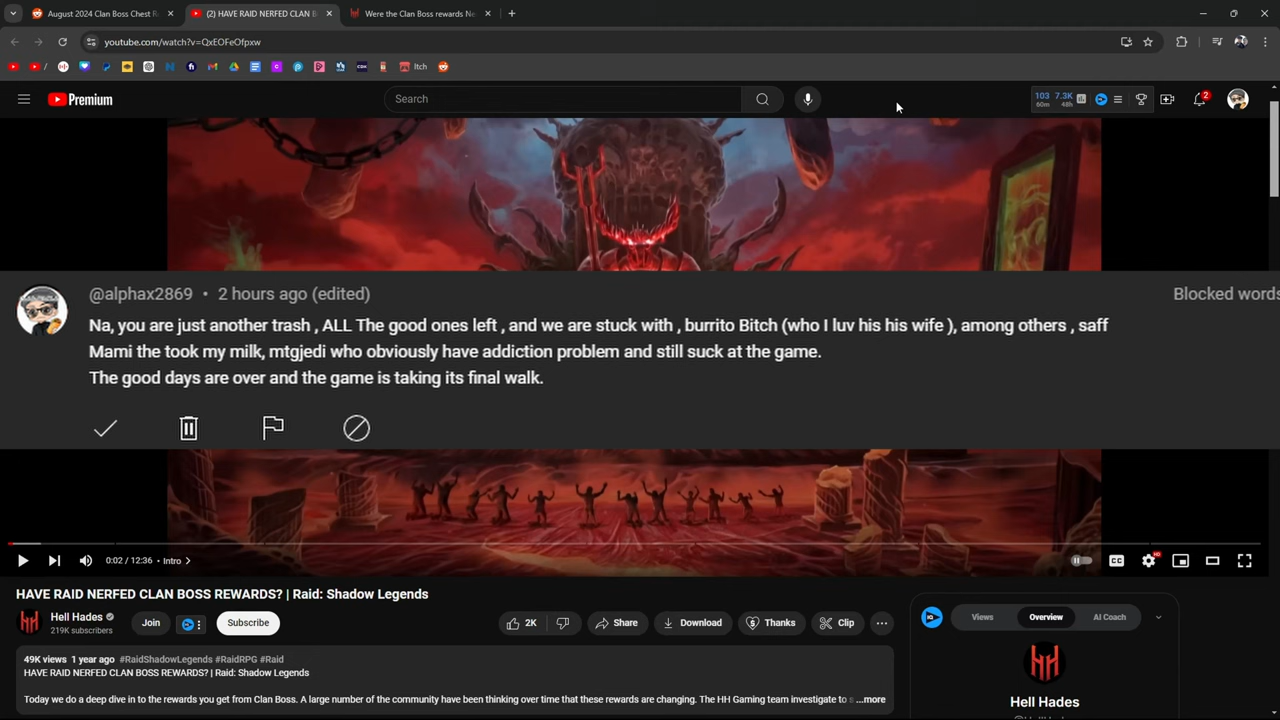 August 2024 Clan Boss Chest R
(2) HAVE RAID NERFED CLAN B
Were the Clan Boss rewards Ne
youtube.com/watch?v=QxEOFeOfpxw
Itch
Premium
Search
103 7.3K
60m 48h
2
@alphax2869 • 2 hours ago (edited)
Blocked words
Na, you are just another trash , ALL The good ones left , and we are stuck with , burrito Bitch (who I luv his his wife ), among others , saff
Mami the took my milk, mtgjedi who obviously have addiction problem and still suck at the game.
The good days are over and the game is taking its final walk.
0:02 / 12:36 • Intro
CC
HD
HAVE RAID NERFED CLAN BOSS REWARDS? | Raid: Shadow Legends
Hell Hades
219K subscribers
Join
Subscribe
2K
Share
Download
Thanks
Clip
Views
Overview
AI Coach
49K views 1 year ago #RaidShadowLegends #RaidRPG #Raid
HAVE RAID NERFED CLAN BOSS REWARDS? | Raid: Shadow Legends
Today we do a deep dive in to the rewards you get from Clan Boss. A large number of the community have been thinking over time that these rewards are changing. The HH Gaming team investigate to s ...more
Hell Hades